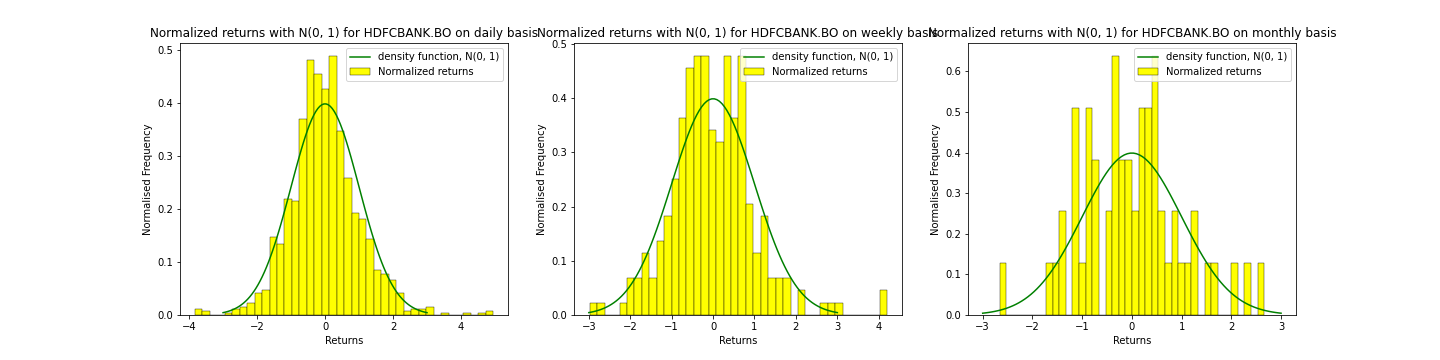 Normalized returns with N(0, 1) for HDFCBANK.BO on daily basis
0.5
0.4
0.3
0.2
0.1
0.0
Normalised Frequency
density function, N(0, 1)
Normalized returns
−4
−2
0
2
4
Returns
Normalized returns with N(0, 1) for HDFCBANK.BO on weekly basis
0.5
0.4
0.3
0.2
0.1
0.0
Normalised Frequency
density function, N(0, 1)
Normalized returns
−3
−2
−1
0
1
2
3
4
Returns
Normalized returns with N(0, 1) for HDFCBANK.BO on monthly basis
0.6
0.5
0.4
0.3
0.2
0.1
0.0
Normalised Frequency
density function, N(0, 1)
Normalized returns
−3
−2
−1
0
1
2
3
Returns